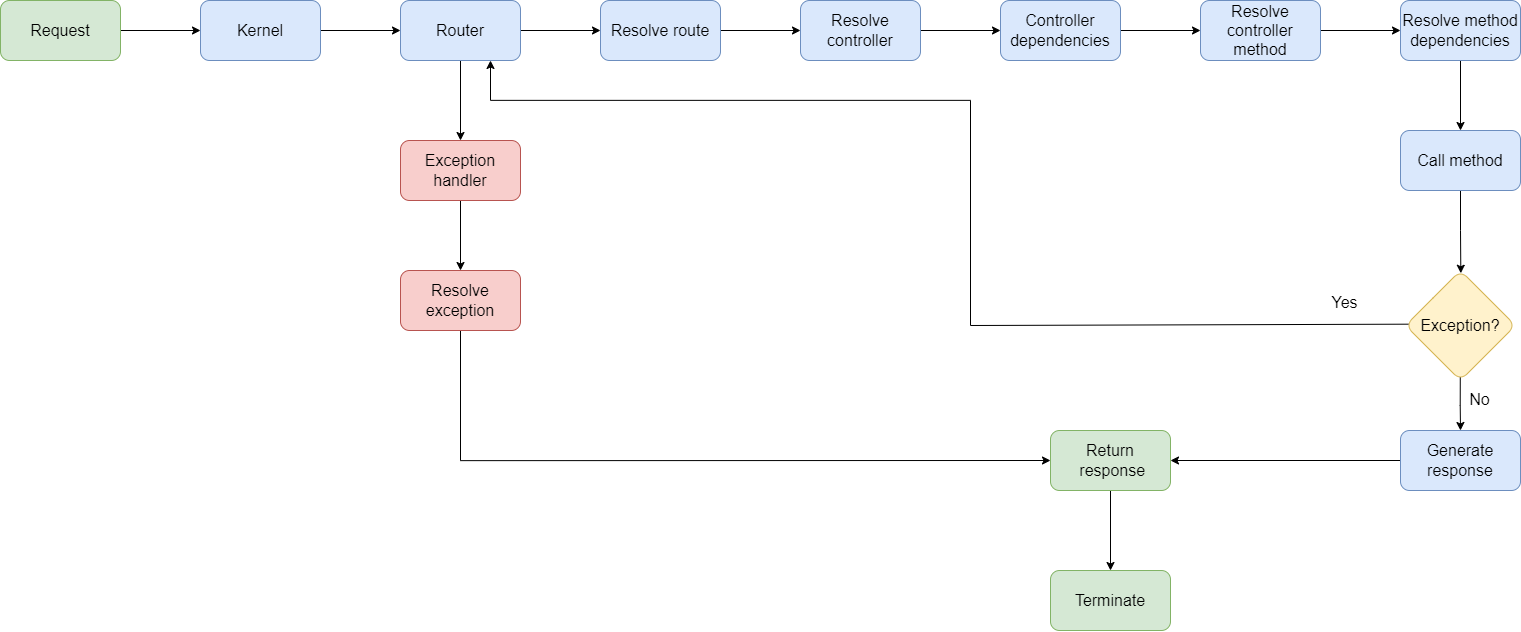 Request
Kernel
Router
Resolve route
Resolve
controller
Controller
dependencies
Resolve
controller
method
Resolve method
dependencies
Exception
handler
Call method
Resolve
exception
Yes
Exception?
No
Return
response
Generate
response
Terminate